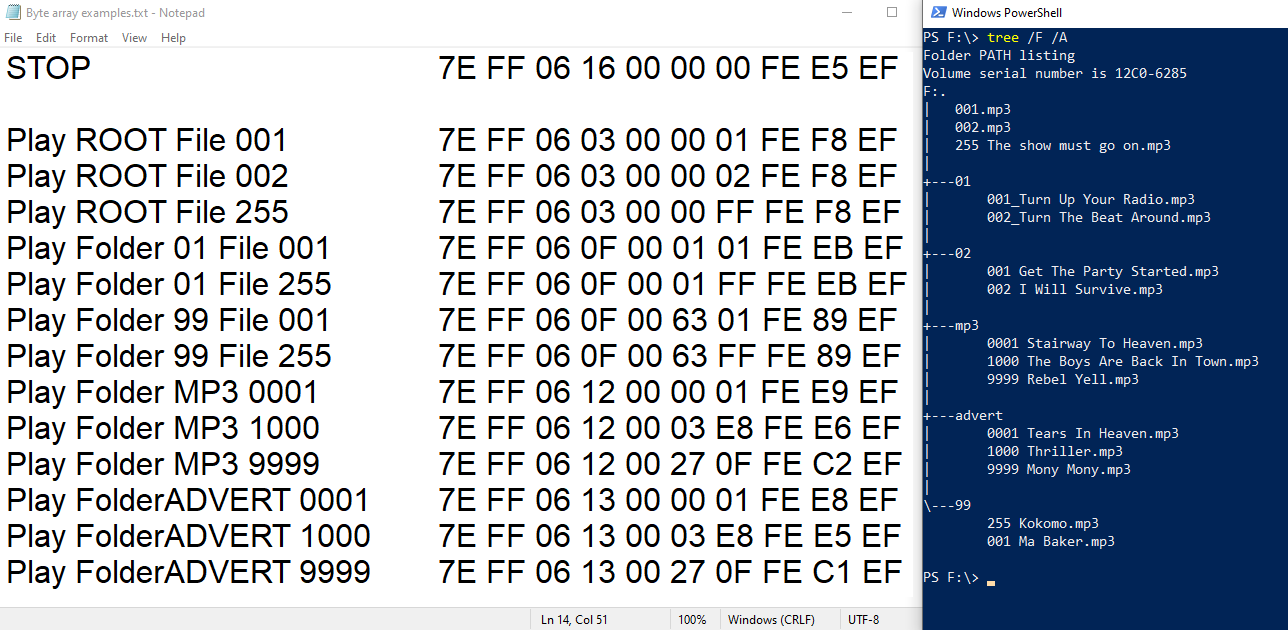 Byte array examples.txt - Notepad
File Edit Format View Help
STOP 7E FF 06 16 00 00 00 FE E5 EF
Play ROOT File 001 7E FF 06 03 00 00 01 FE F8 EF
Play ROOT File 002 7E FF 06 03 00 00 02 FE F8 EF
Play ROOT File 255 7E FF 06 03 00 00 FF FE F8 EF
Play Folder 01 File 001 7E FF 06 0F 00 01 01 FE EB EF
Play Folder 01 File 255 7E FF 06 0F 00 01 FF FE EB EF
Play Folder 99 File 001 7E FF 06 0F 00 63 01 FE 89 EF
Play Folder 99 File 255 7E FF 06 0F 00 63 FF FE 89 EF
Play Folder MP3 0001 7E FF 06 12 00 00 01 FE E9 EF
Play Folder MP3 1000 7E FF 06 12 00 03 E8 FE E6 EF
Play Folder MP3 9999 7E FF 06 12 00 27 0F FE C2 EF
Play FolderADVERT 0001 7E FF 06 13 00 00 01 FE E8 EF
Play FolderADVERT 1000 7E FF 06 13 00 03 E8 FE E5 EF
Play FolderADVERT 9999 7E FF 06 13 00 27 0F FE C1 EF
Ln 14, Col 51 100% Windows (CRLF) UTF-8
Windows PowerShell
PS F:\> tree /F /A
Folder PATH listing
Volume serial number is 12C0-6285
F:.
|   001.mp3
|   002.mp3
|   255 The show must go on.mp3
|
+---01
|       001_Turn Up Your Radio.mp3
|       002_Turn The Beat Around.mp3
|
+---02
|       001 Get The Party Started.mp3
|       002 I Will Survive.mp3
|
+---mp3
|       0001 Stairway To Heaven.mp3
|       1000 The Boys Are Back In Town.mp3
|       9999 Rebel Yell.mp3
|
+---advert
|       0001 Tears In Heaven.mp3
|       1000 Thriller.mp3
|       9999 Mony Mony.mp3
|
\---99
        255 Kokomo.mp3
        001 Ma Baker.mp3
PS F:\>